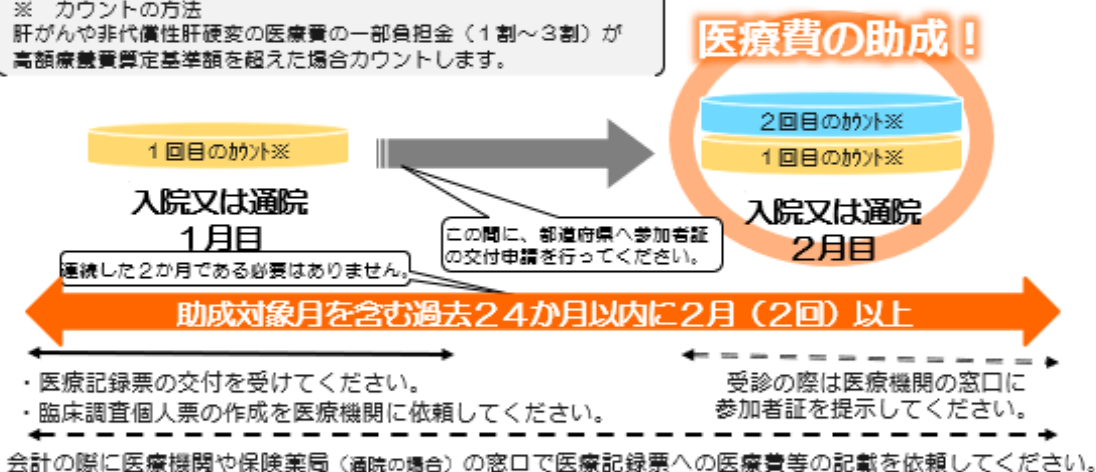 ※　カウントの方法
肝がんや非代償性肝硬変の医療費の一部負担金（１割～３割）が
高額療養費算定基準額を超えた場合カウントします。
医療費の助成！
２回目のｶｳﾝﾄ※
１回目のｶｳﾝﾄ※
１回目のｶｳﾝﾄ※
入院又は通院
１月目
入院又は通院
２月目
この間に、都道府県へ参加者証
の交付申請を行ってください。
連続した２か月である必要はありません。
助成対象月を含む過去２４か月以内に２月（２回）以上
・医療記録票の交付を受けてください。
・臨床調査個人票の作成を医療機関に依頼してください。
受診の際は医療機関の窓口に
参加者証を提示してください。
会計の際に医療機関や保険薬局（通院の場合）の窓口で医療記録票への医療費等の記載を依頼してください。